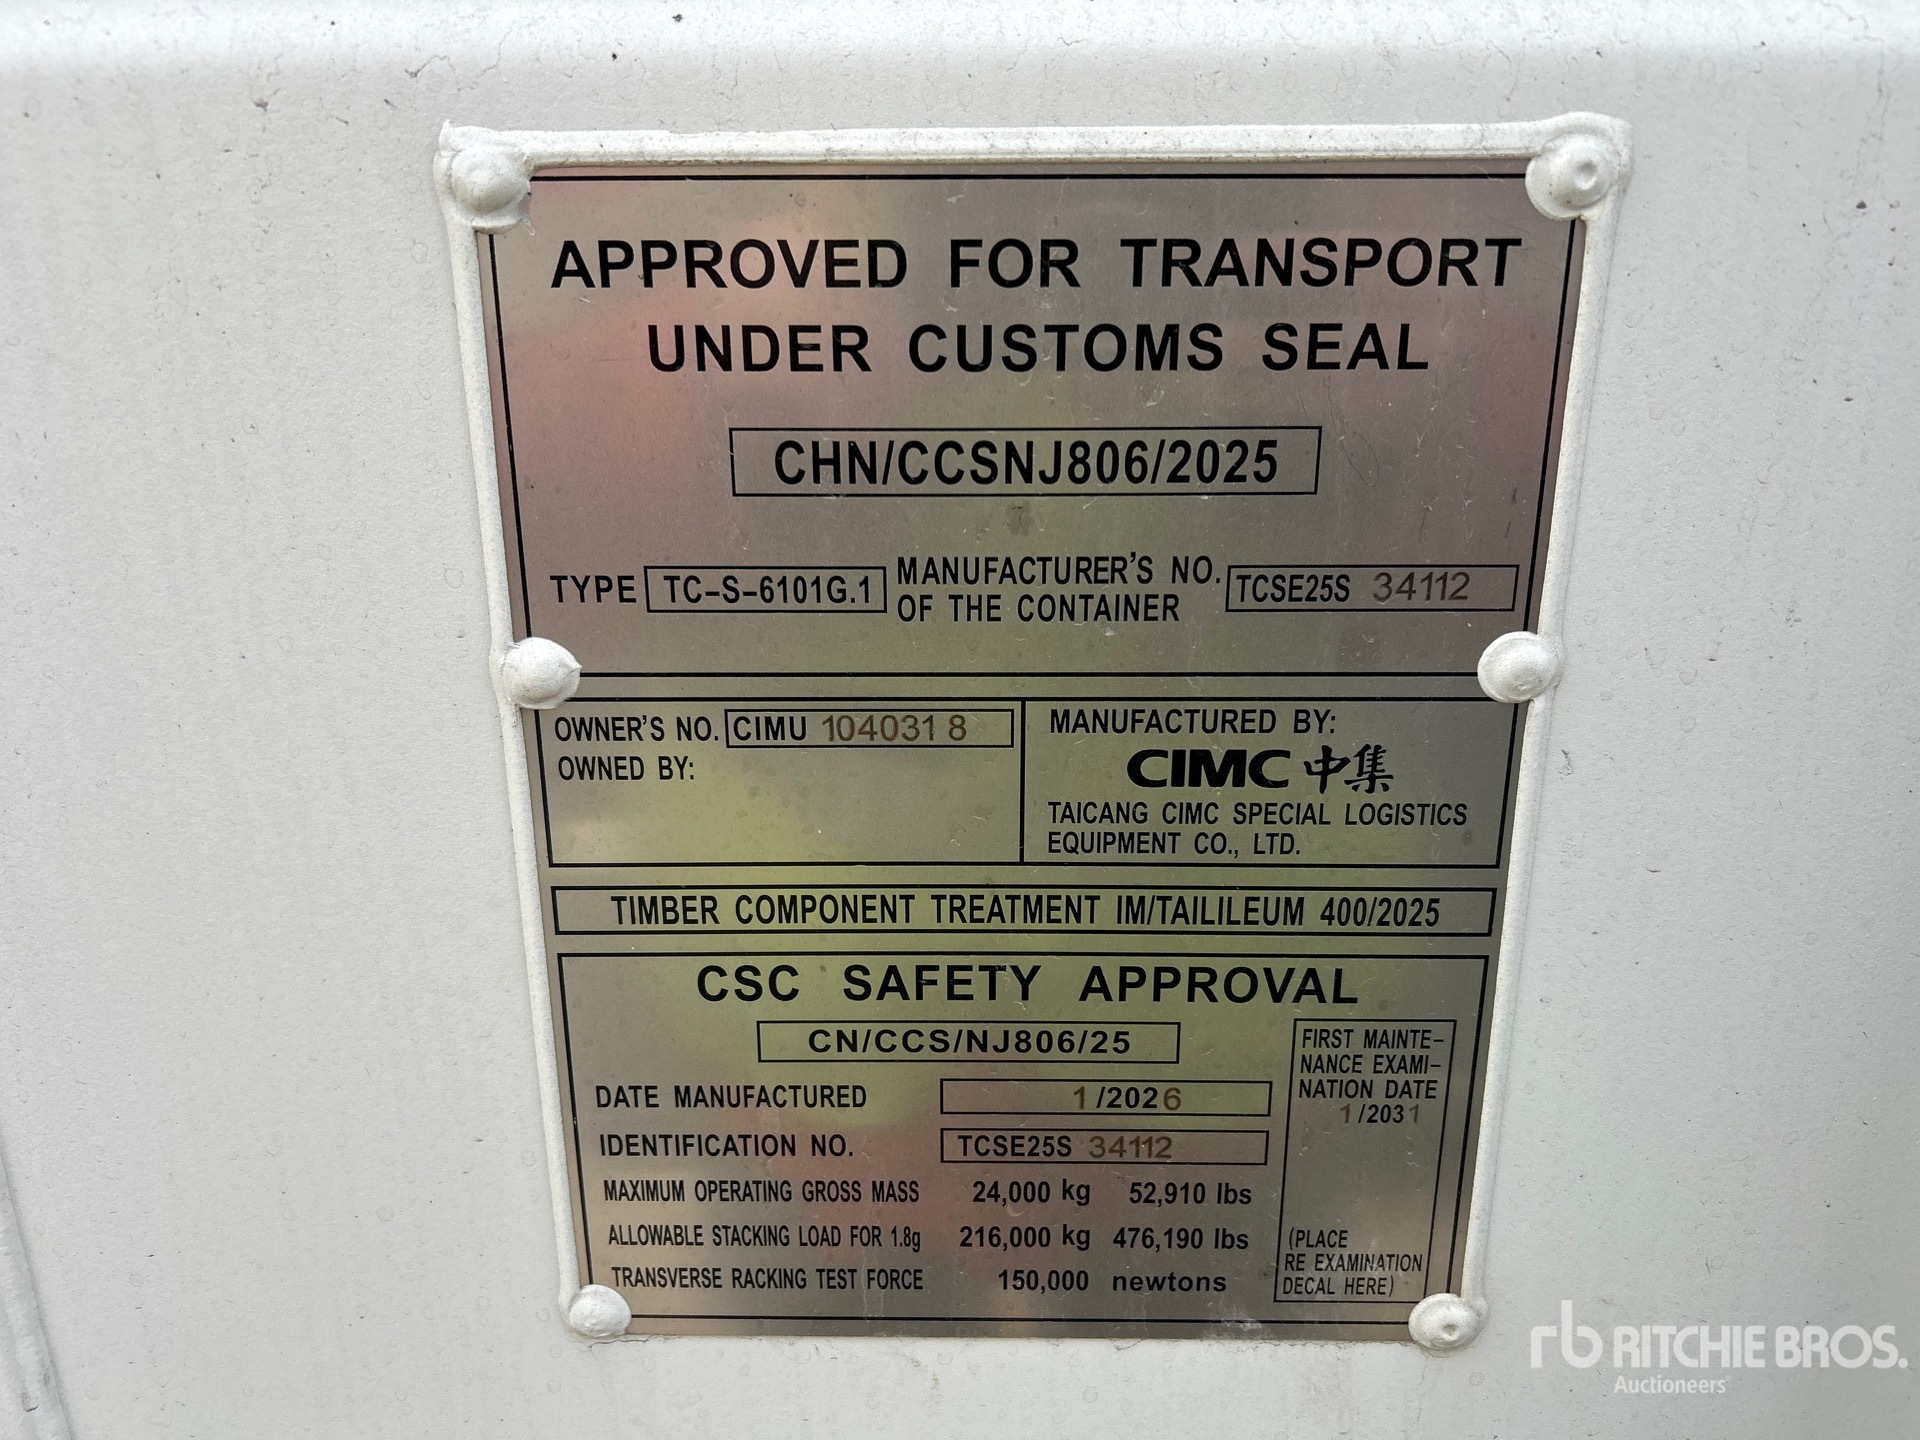 APPROVED FOR TRANSPORT
UNDER CUSTOMS SEAL
CHN/CCSNJ806/2025
TYPE TC-S-6101G.1 MANUFACTURER'S NO. OF THE CONTAINER TCSE25S 34112
OWNER'S NO. CIMU 104031 8
OWNED BY:
MANUFACTURED BY:
CIMC 中集
TAICANG CIMC SPECIAL LOGISTICS
EQUIPMENT CO., LTD.
TIMBER COMPONENT TREATMENT IM/TAILILEUM 400/2025
CSC SAFETY APPROVAL
CN/CCS/NJ806/25
DATE MANUFACTURED 1/2026
IDENTIFICATION NO. TCSE25S 34112
MAXIMUM OPERATING GROSS MASS 24,000 kg 52,910 lbs
ALLOWABLE STACKING LOAD FOR 1.8g 216,000 kg 476,190 lbs
TRANSVERSE RACKING TEST FORCE 150,000 newtons
FIRST MAINTE-
NANCE EXAMI-
NATION DATE
1/2031
(PLACE
RE EXAMINATION
DECAL HERE)
rb RITCHIE BROS.
Auctioneers